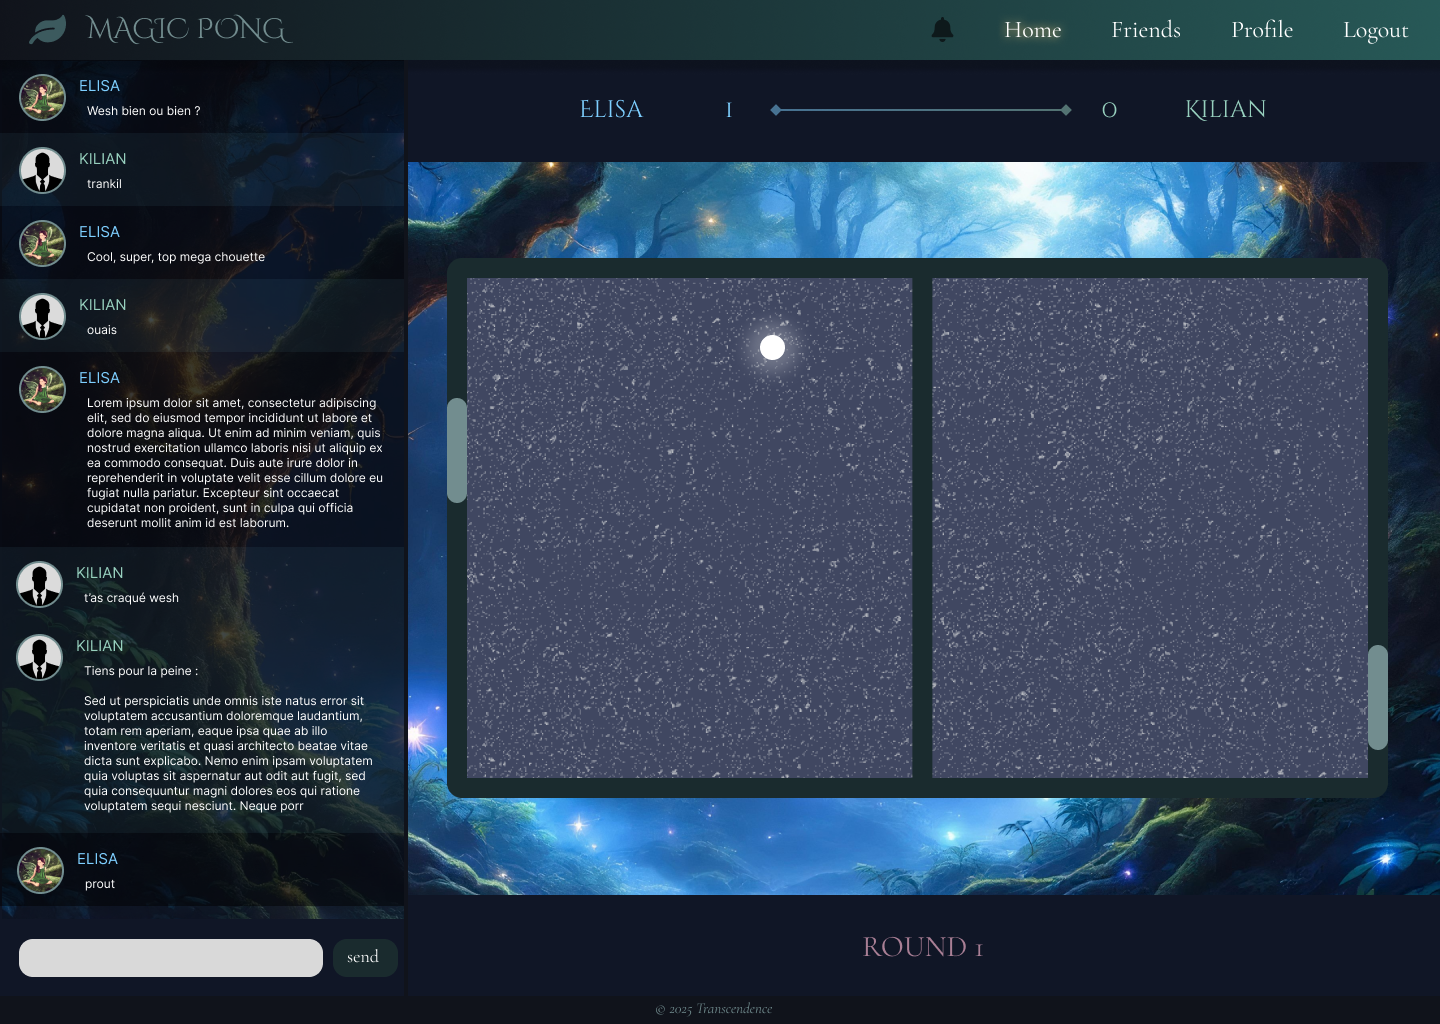 MAGIC PONG
Home
Friends
Profile
Logout
ELISA
Wesh bien ou bien ?
KILIAN
trankil
ELISA
Cool, super, top mega chouette
KILIAN
ouais
ELISA
Lorem ipsum dolor sit amet, consectetur adipiscing
elit, sed do eiusmod tempor incididunt ut labore et
dolore magna aliqua. Ut enim ad minim veniam, quis
nostrud exercitation ullamco laboris nisi ut aliquip ex
ea commodo consequat. Duis aute irure dolor in
reprehenderit in voluptate velit esse cillum dolore eu
fugiat nulla pariatur. Excepteur sint occaecat
cupidatat non proident, sunt in culpa qui officia
deserunt mollit anim id est laborum.
KILIAN
t'as craqué wesh
KILIAN
Tiens pour la peine :
Sed ut perspiciatis unde omnis iste natus error sit
voluptatem accusantium doloremque laudantium,
totam rem aperiam, eaque ipsa quae ab illo
inventore veritatis et quasi architecto beatae vitae
dicta sunt explicabo. Nemo enim ipsam voluptatem
quia voluptas sit aspernatur aut odit aut fugit, sed
quia consequuntur magni dolores eos qui ratione
voluptatem sequi nesciunt. Neque porr
ELISA
prout
send
ELISA
1
0
KILIAN
ROUND 1
© 2025 Transcendence